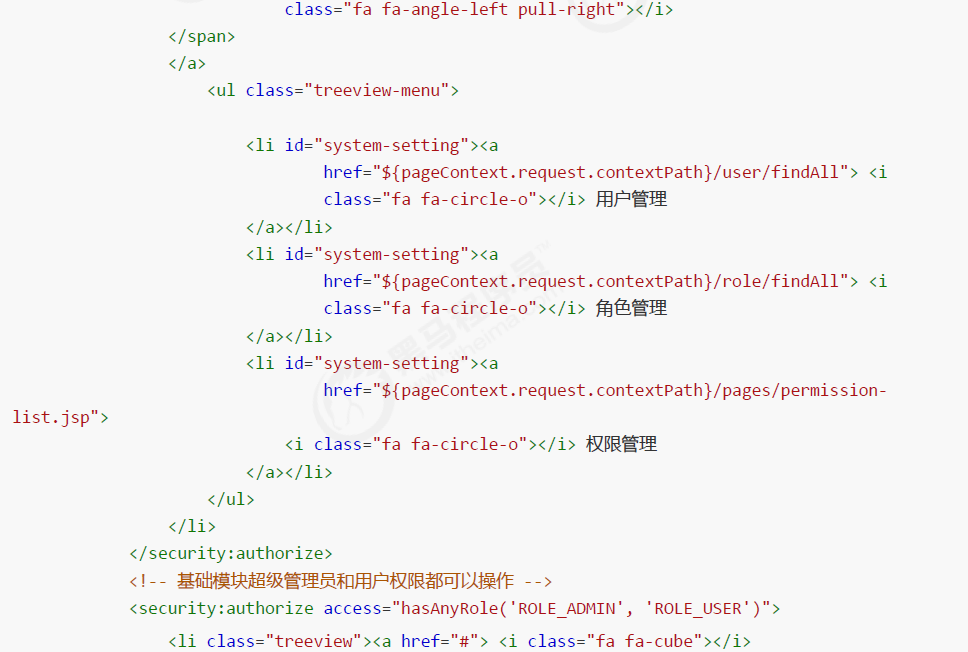 class="fa fa-angle-left pull-right"></i>
</span>
</a>
<ul class="treeview-menu">
<li id="system-setting"><a
href="${pageContext.request.contextPath}/user/findAll"> <i
class="fa fa-circle-o"></i> 用户管理
</a></li>
<li id="system-setting"><a
href="${pageContext.request.contextPath}/role/findAll"> <i
class="fa fa-circle-o"></i> 角色管理
</a></li>
<li id="system-setting"><a
href="${pageContext.request.contextPath}/pages/permission-
list.jsp">
<i class="fa fa-circle-o"></i> 权限管理
</a></li>
</ul>
</li>
</security:authorize>
<!-- 基础模块超级管理员和用户权限都可以操作 -->
<security:authorize access="hasAnyRole('ROLE_ADMIN', 'ROLE_USER')">
<li class="treeview"><a href="#"> <i class="fa fa-cube"></i>